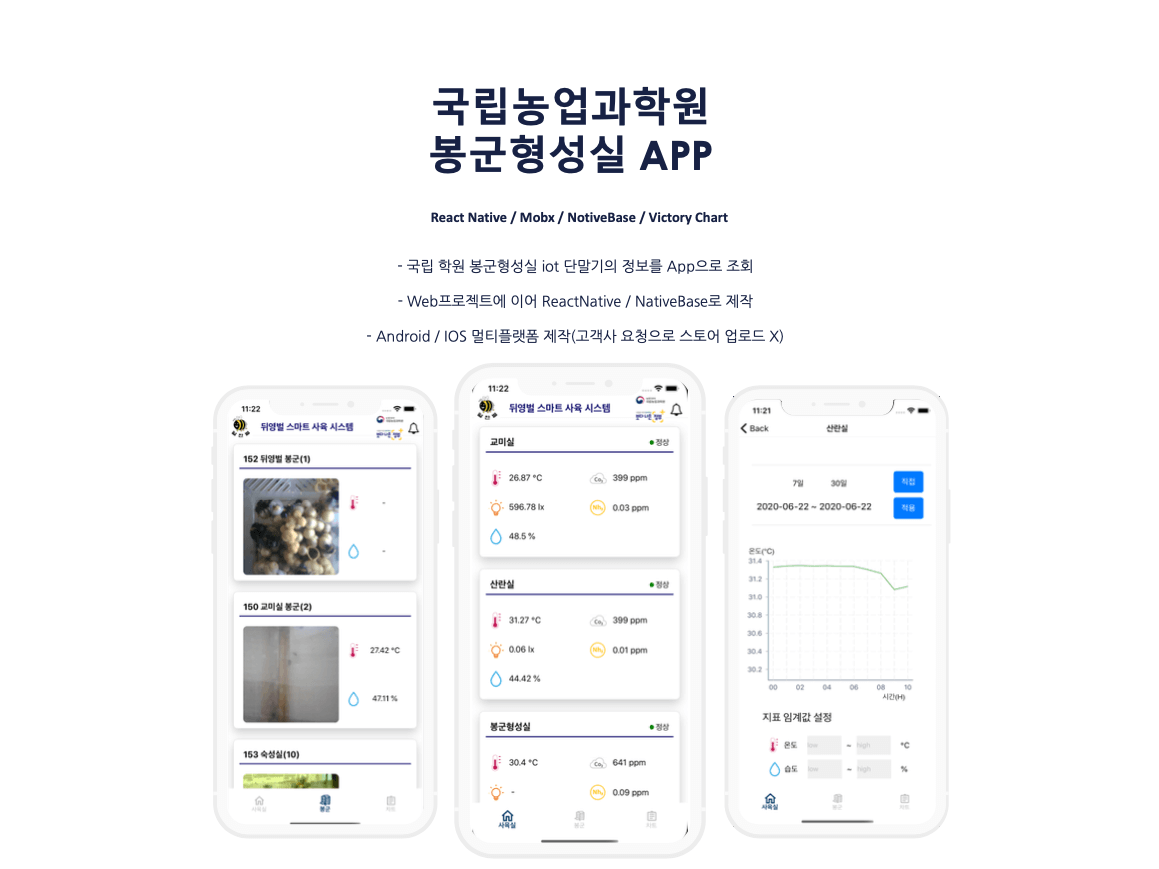 국립농업과학원
봉군형성실 APP
React Native / Mobx / NotiveBase / Victory Chart
- 국립 학원 봉군형성실 iot 단말기의 정보를 App으로 조회
- Web프로젝트에 이어 ReactNative / NativeBase로 제작
- Android / IOS 멀티플랫폼 제작(고객사 요청으로 스토어 업로드 X)
11:22
뒤영벌 스마트 사육 시스템
152 뒤영벌 봉군(1)
-
-
150 교미실 봉군(2)
27.42 °C
47.11 %
153 숙성실(10)
사육실 봉군 차트
11:22
뒤영벌 스마트 사육 시스템
교미실 정상
26.87 °C 399 ppm
596.78 lx 0.03 ppm
48.5 %
산란실 정상
31.27 °C 399 ppm
0.06 lx 0.01 ppm
44.42 %
봉군형성실 정상
30.4 °C 641 ppm
- 0.09 ppm
사육실 봉군 차트
11:21
Back 산란실
7일 30일 직접
2020-06-22 ~ 2020-06-22 적용
온도(°C)
31.4
31.2
31.0
30.8
30.6
30.4
30.2
00 02 04 06 08 10
시간(H)
지표 임계값 설정
온도 low ~ high °C
습도 low ~ high %
사육실 봉군 차트